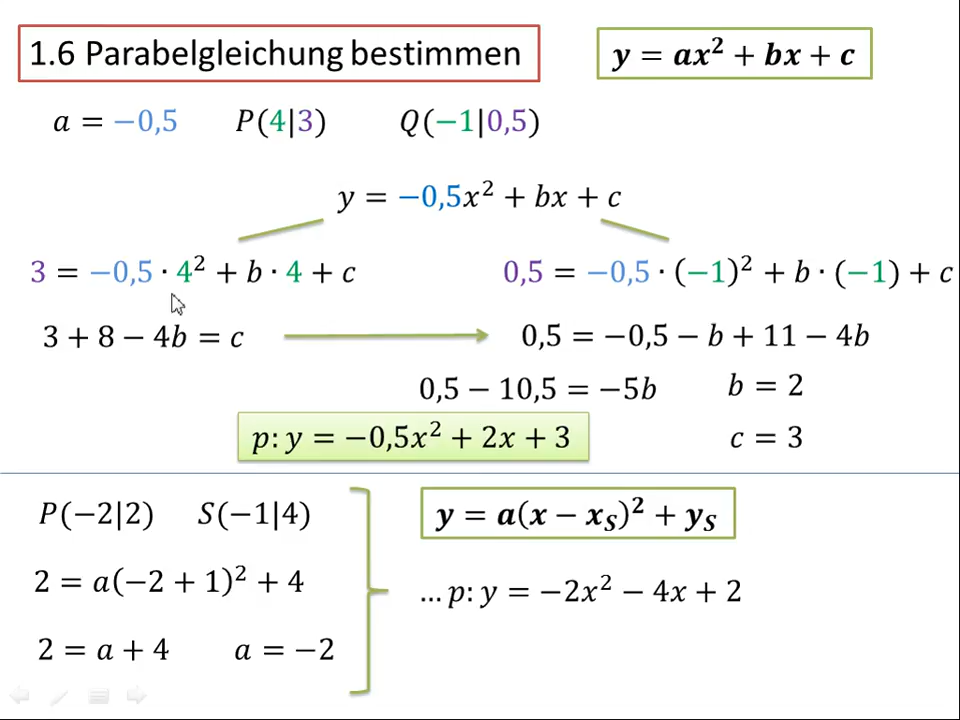 1.6 Parabelgleichung bestimmen
y = ax² + bx + c
a = −0,5 P(4|3) Q(−1|0,5)
y = −0,5x² + bx + c
3 = −0,5 · 4² + b · 4 + c
0,5 = −0,5 · (−1)² + b · (−1) + c
3 + 8 − 4b = c
0,5 = −0,5 − b + 11 − 4b
0,5 − 10,5 = −5b
b = 2
p: y = −0,5x² + 2x + 3
c = 3
P(−2|2) S(−1|4)
y = a(x − x_S)² + y_S
2 = a(−2 + 1)² + 4
... p: y = −2x² − 4x + 2
2 = a + 4 a = −2